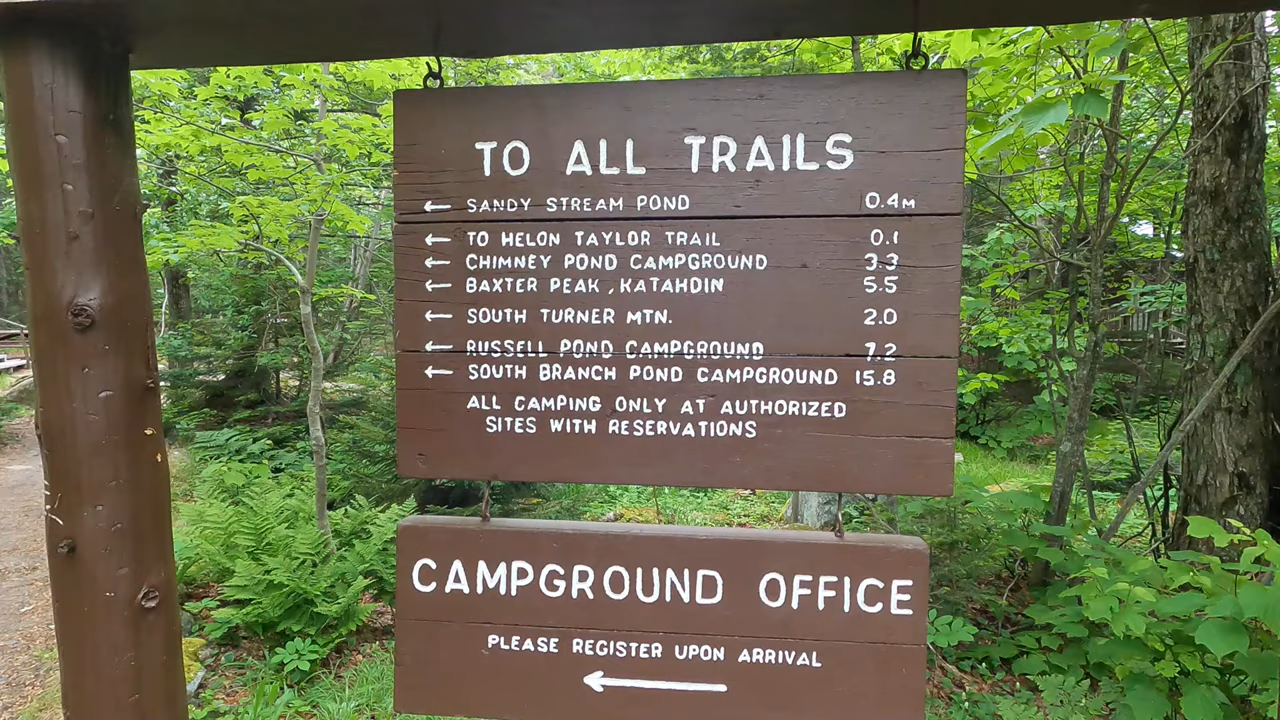 TO ALL TRAILS
← SANDY STREAM POND 0.4M
← TO HELON TAYLOR TRAIL 0.1
← CHIMNEY POND CAMPGROUND 3.3
← BAXTER PEAK, KATAHDIN 5.5
← SOUTH TURNER MTN. 2.0
← RUSSELL POND CAMPGROUND 7.2
← SOUTH BRANCH POND CAMPGROUND 15.8
ALL CAMPING ONLY AT AUTHORIZED
SITES WITH RESERVATIONS
CAMPGROUND OFFICE
PLEASE REGISTER UPON ARRIVAL
←